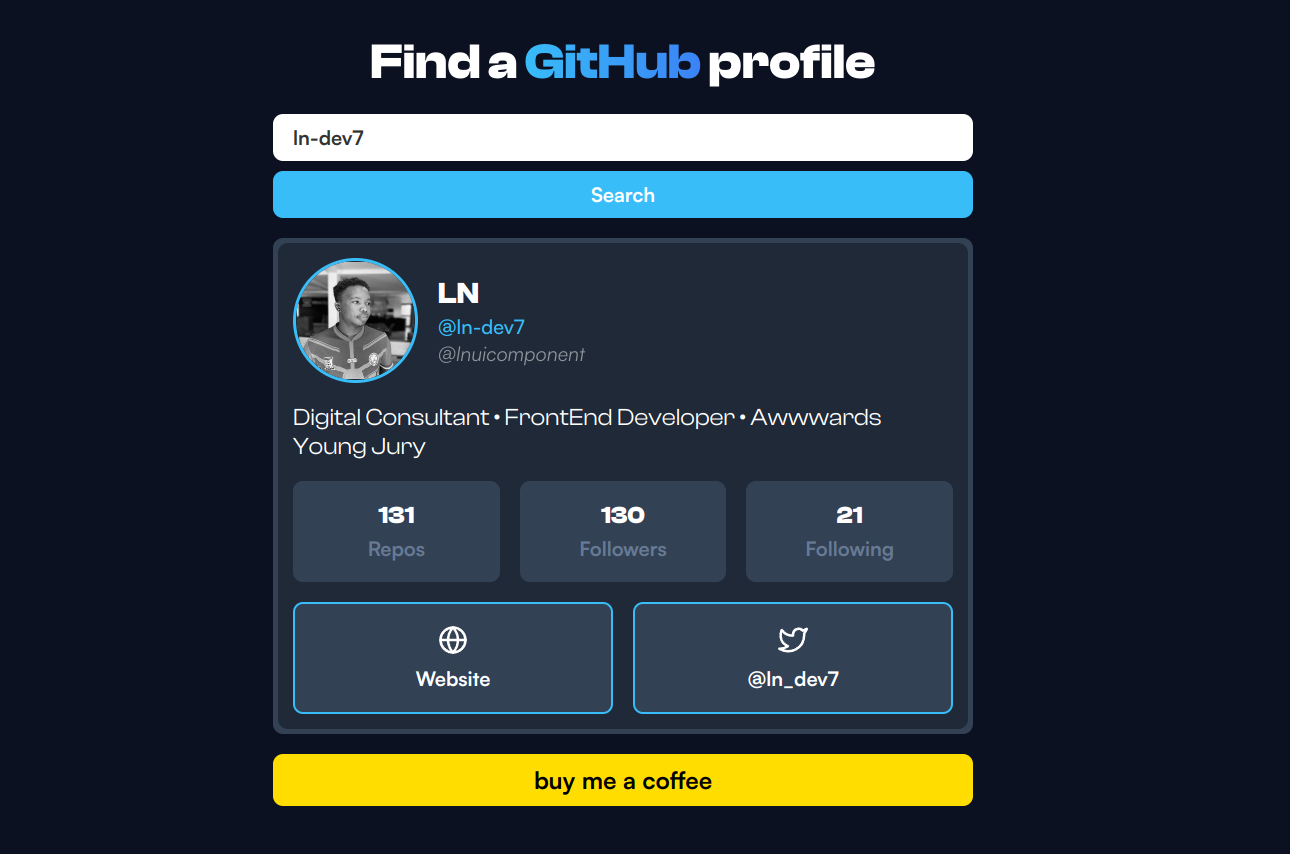 Find a GitHub profile
ln-dev7
Search
LN
@ln-dev7
@lnuicomponent
Digital Consultant • FrontEnd Developer • Awwwards
Young Jury
131
Repos
130
Followers
21
Following
Website
@ln_dev7
buy me a coffee